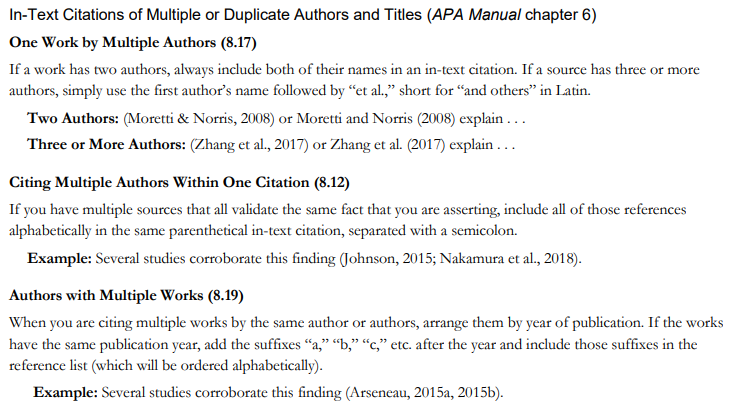 In-Text Citations of Multiple or Duplicate Authors and Titles (APA Manual chapter 6)
One Work by Multiple Authors (8.17)
If a work has two authors, always include both of their names in an in-text citation. If a source has three or more
authors, simply use the first author’s name followed by “et al.,” short for “and others” in Latin.
Two Authors: (Moretti & Norris, 2008) or Moretti and Norris (2008) explain . . .
Three or More Authors: (Zhang et al., 2017) or Zhang et al. (2017) explain . . .
Citing Multiple Authors Within One Citation (8.12)
If you have multiple sources that all validate the same fact that you are asserting, include all of those references
alphabetically in the same parenthetical in-text citation, separated with a semicolon.
Example: Several studies corroborate this finding (Johnson, 2015; Nakamura et al., 2018).
Authors with Multiple Works (8.19)
When you are citing multiple works by the same author or authors, arrange them by year of publication. If the works
have the same publication year, add the suffixes “a,” “b,” “c,” etc. after the year and include those suffixes in the
reference list (which will be ordered alphabetically).
Example: Several studies corroborate this finding (Arseneau, 2015a, 2015b).